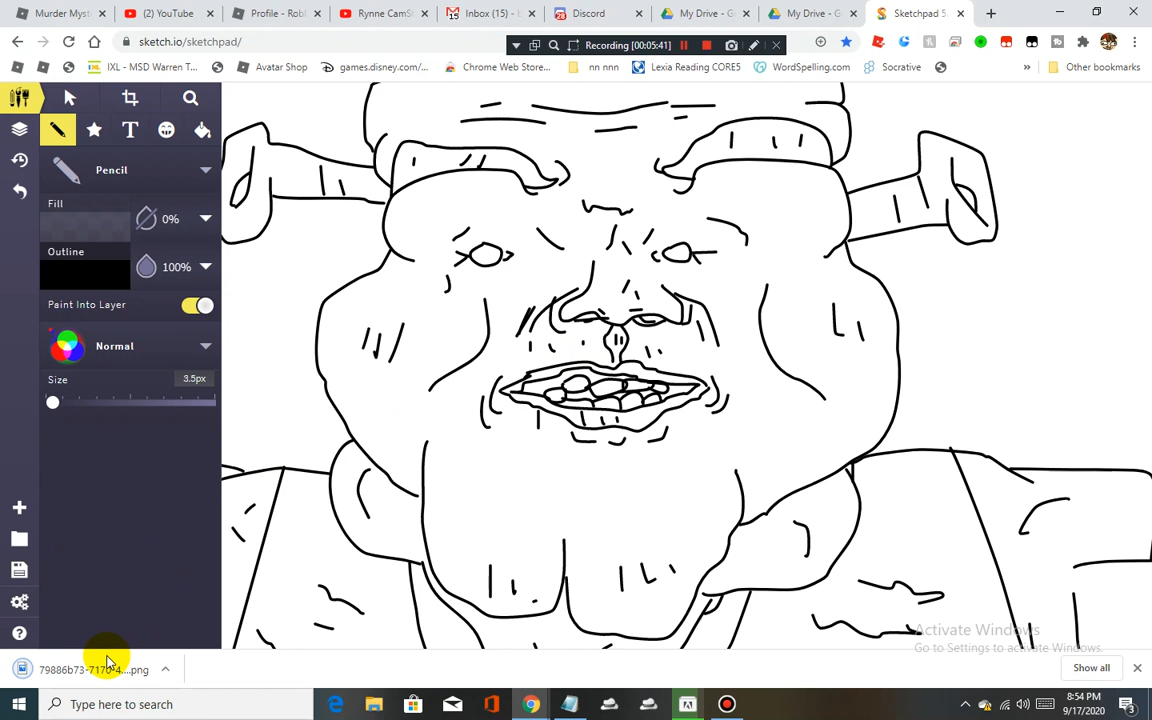 Murder Myst
(2) YouTube
Profile - Robl
Rynne CamSt
Inbox (15) - b
Discord
My Drive - Go
My Drive - Go
Sketchpad 5.
sketch.io/sketchpad/
Recording [00:05:41]
IXL - MSD Warren T...
Avatar Shop
games.disney.com/...
Chrome Web Store...
nn nnn
Lexia Reading CORE5
WordSpelling.com
Socrative
»
Other bookmarks
Pencil
Fill
0%
Outline
100%
Paint Into Layer
Normal
Size
3.5px
Activate Windows
Go to Settings to activate Windows.
Show all
Type here to search
8:54 PM
9/17/2020
3